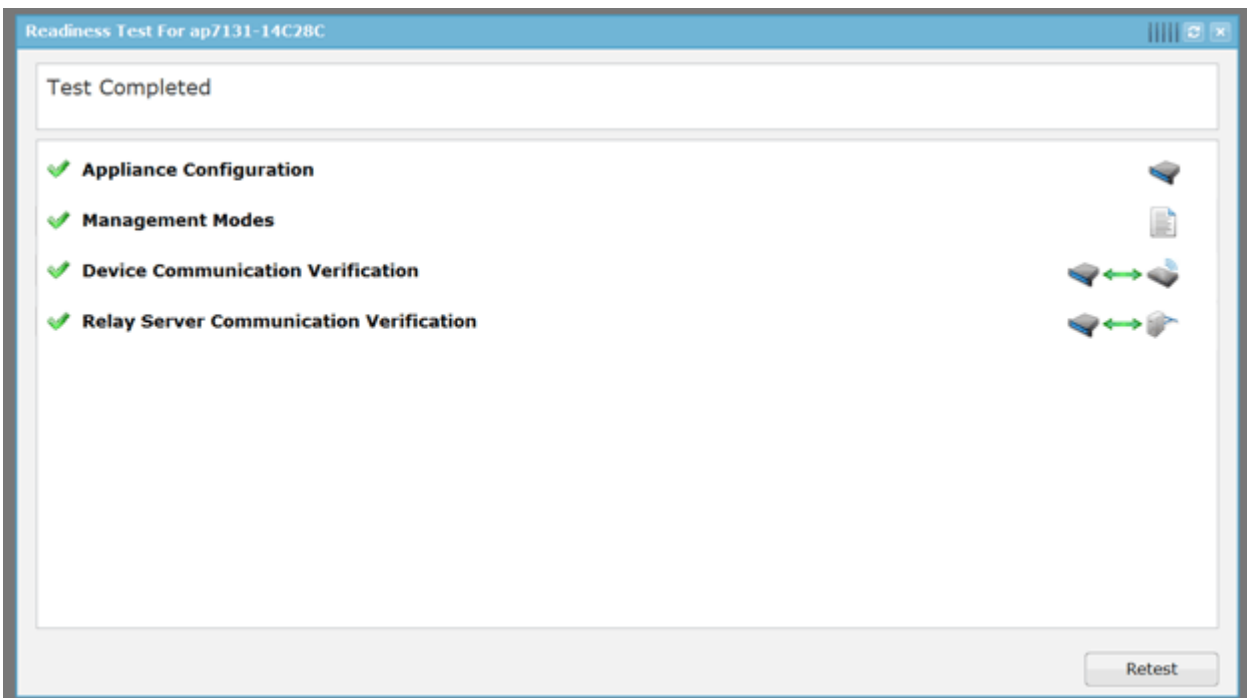 Readiness Test For ap7131-14C28C
Test Completed
Appliance Configuration
Management Modes
Device Communication Verification
Relay Server Communication Verification
Retest